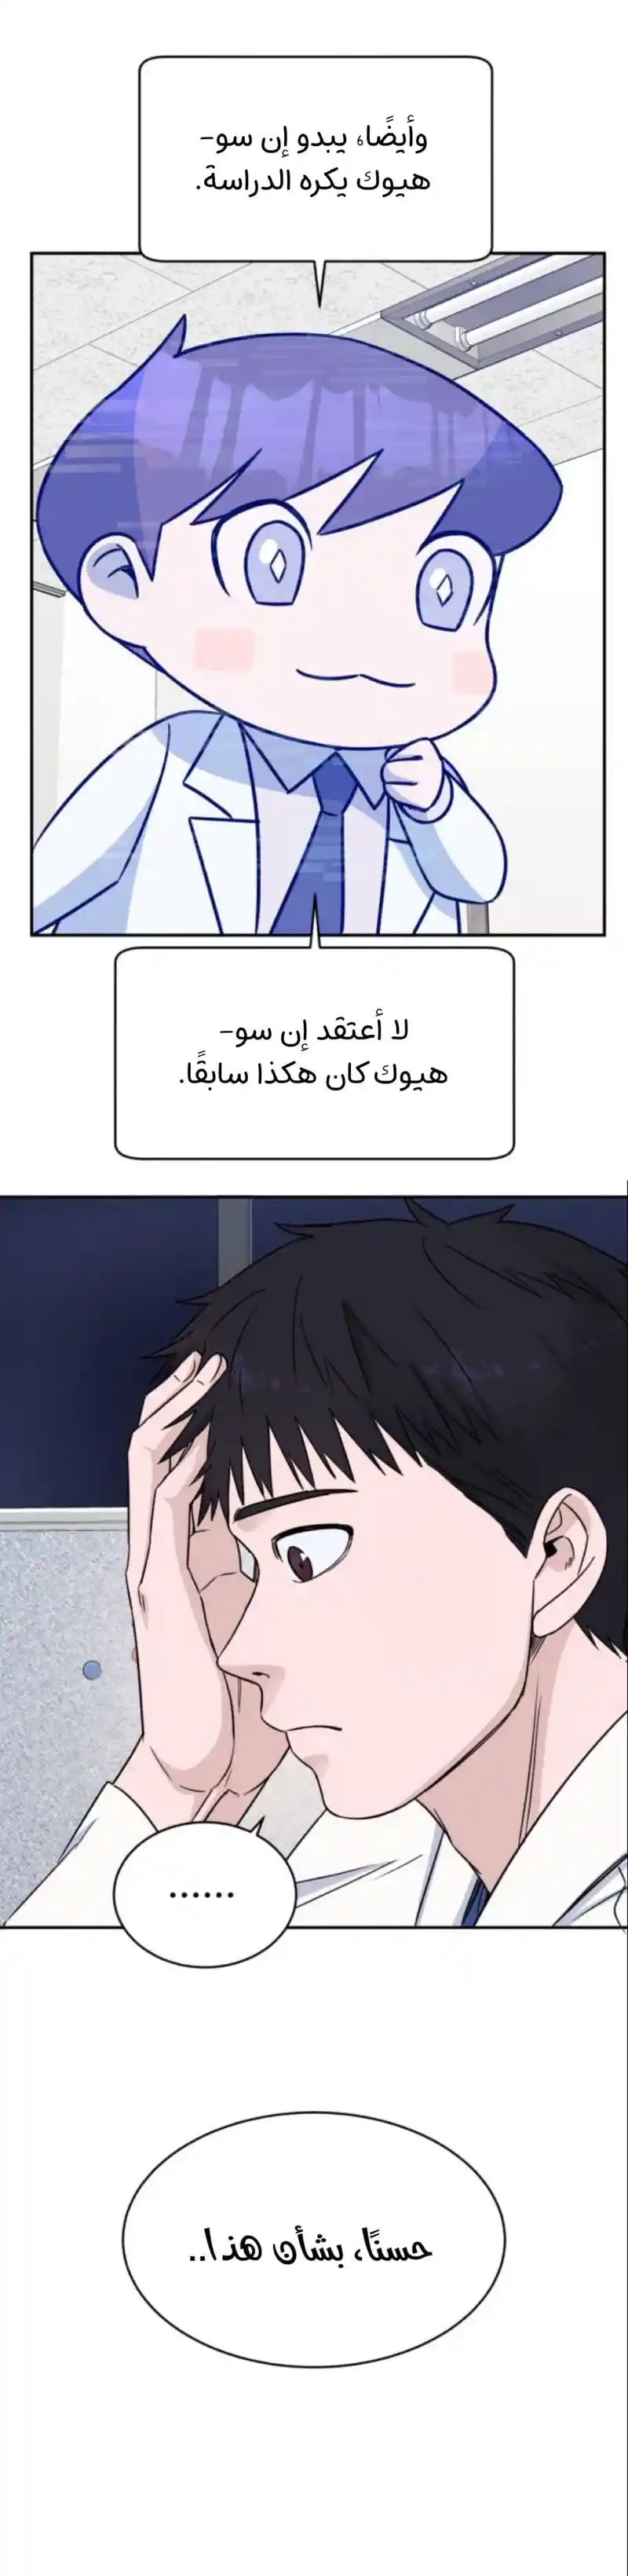 وأيضًا، يبدو إن سو-
هيوك يكره الدراسة.
لا أعتقد إن سو-
هيوك كان هكذا سابقًا.
......
حسنًا، بشأن هذا..